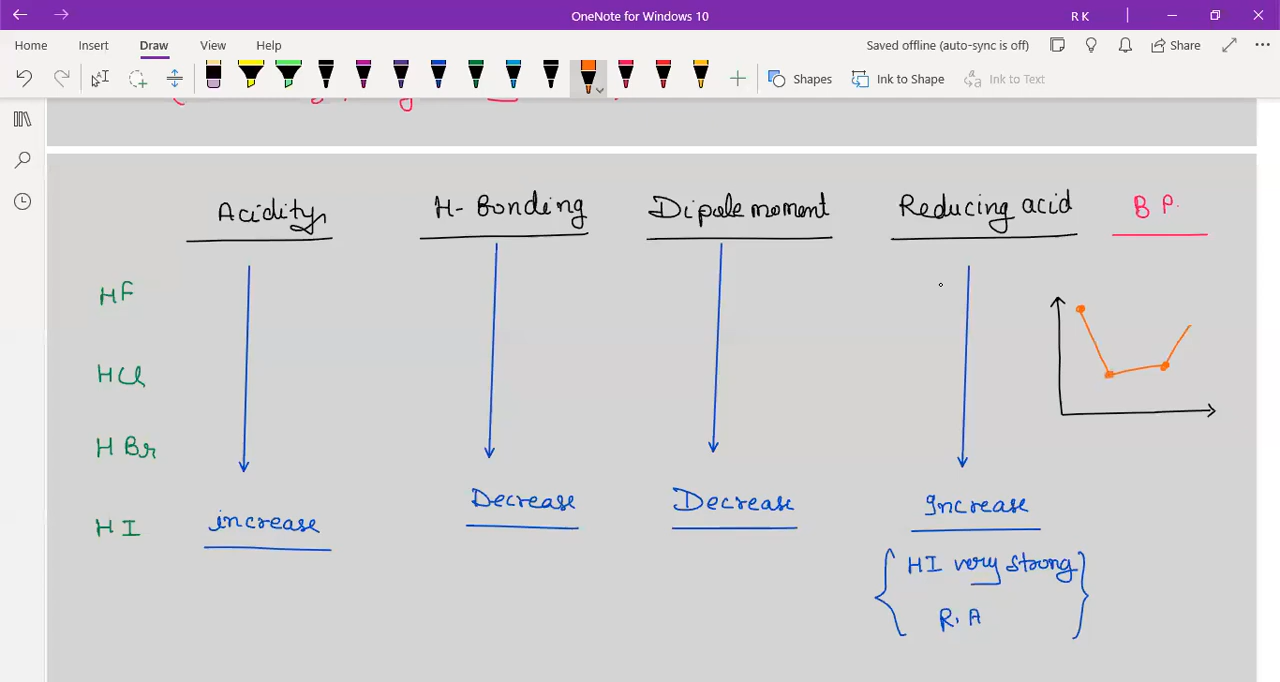 OneNote for Windows 10
R K
Home Insert Draw View Help
Saved offline (auto-sync is off)
Share
Shapes
Ink to Shape
Ink to Text
Acidity H- Bonding Dipole moment Reducing acid B P.
HF
HCl
HBr
HI
increase Decrease Decrease Increase
{ HI very strong }
R. A